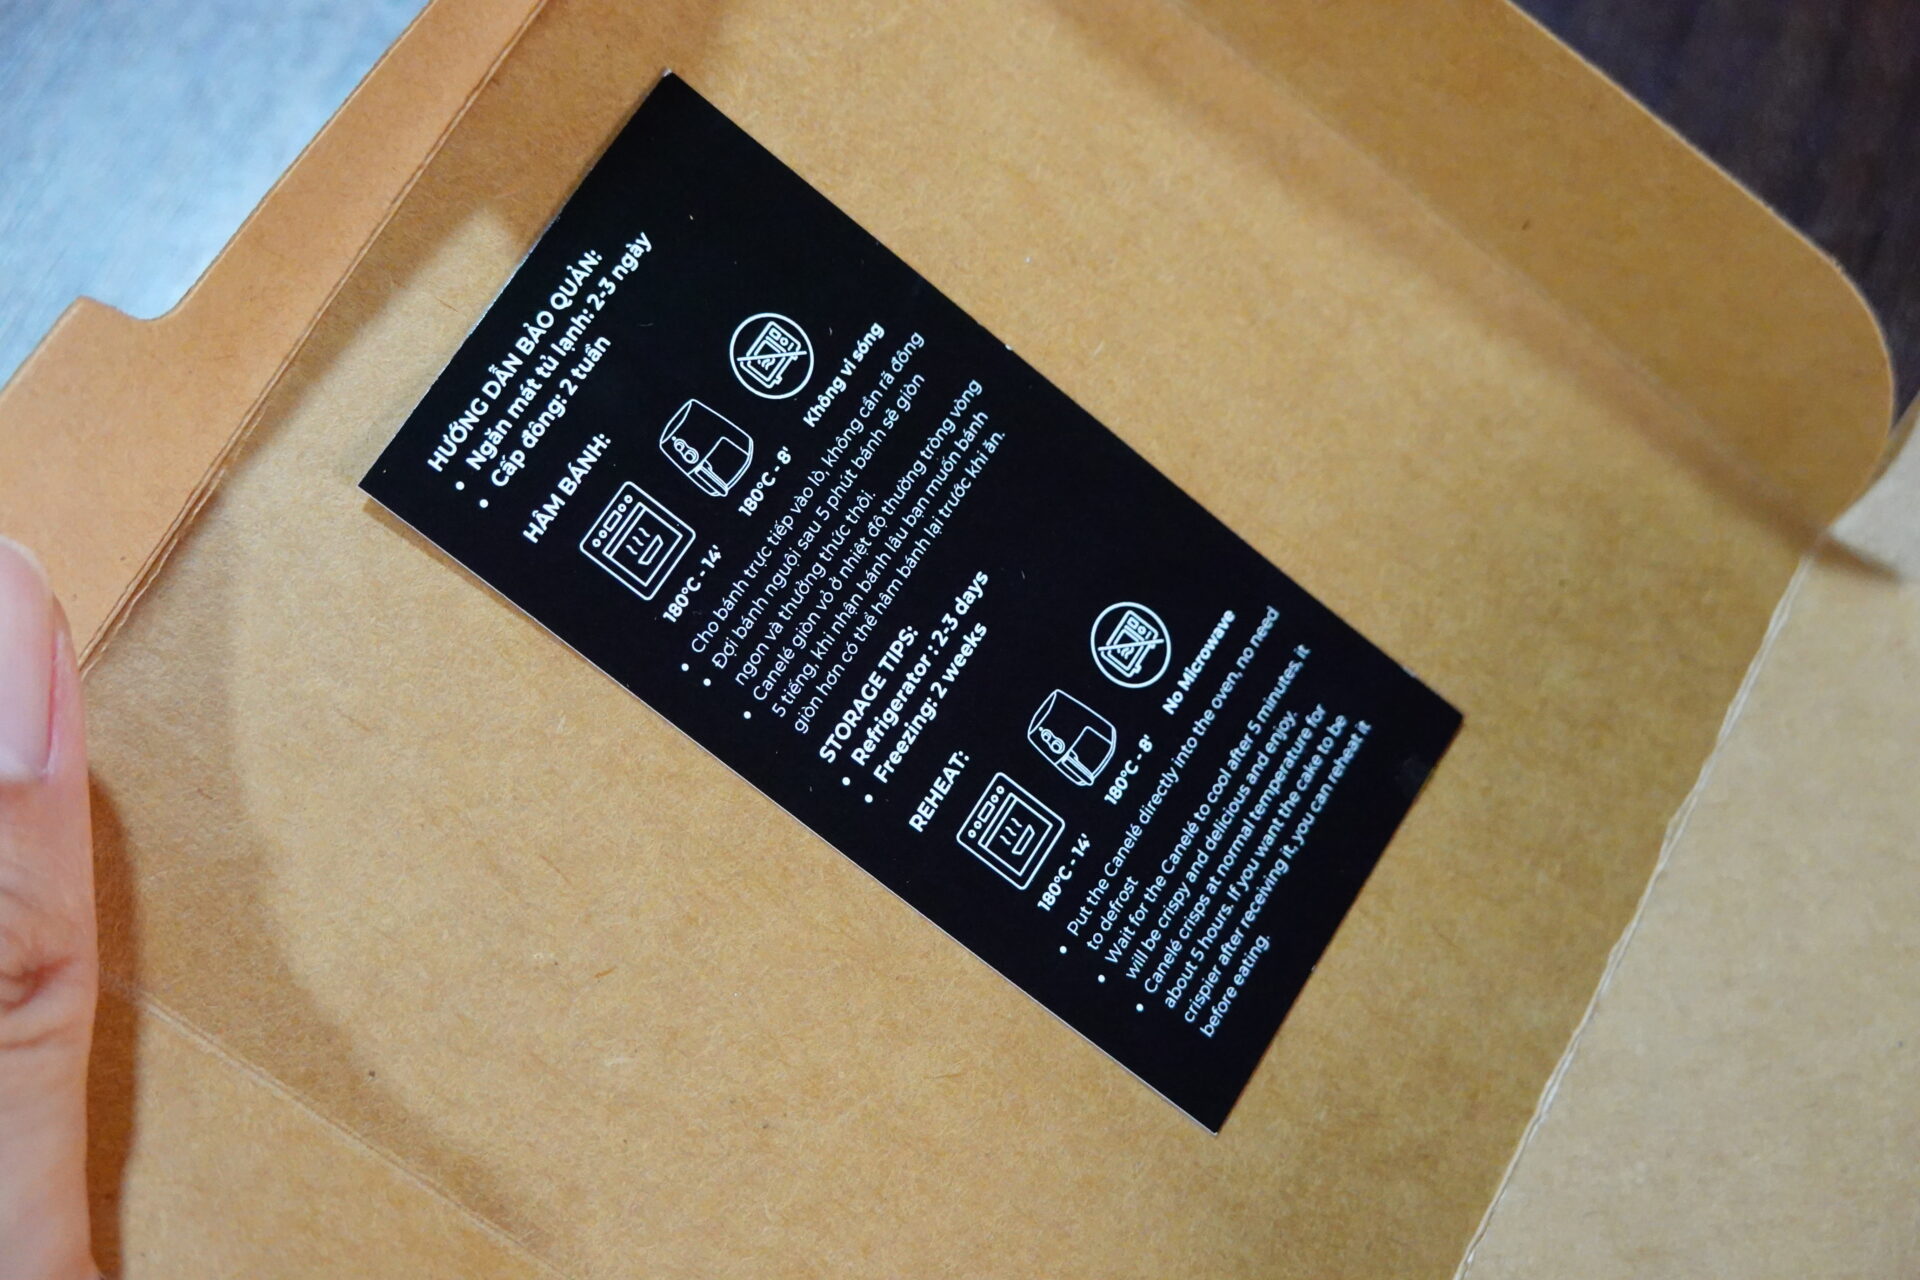 HƯỚNG DẪN BẢO QUẢN:
• Ngăn mát tủ lạnh: 2-3 ngày
• Cấp đông: 2 tuần
HÂM BÁNH:
180°C - 14'
180°C - 8'
Không vi sóng
• Cho bánh trực tiếp vào lò, không cần rã đông
• Đợi bánh nguội sau 5 phút bánh sẽ giòn
ngon và thưởng thức thôi.
• Canelé giòn vỏ ở nhiệt độ thường tròng vòng
5 tiếng, khi nhận bánh lâu bạn muốn bánh
giòn hơn có thể hâm bánh lại trước khi ăn.
STORAGE TIPS:
• Refrigerator : 2-3 days
• Freezing: 2 weeks
REHEAT:
180°C - 14'
180°C - 8'
No Microwave
• Put the Canelé directly into the oven, no need
to defrost
• Wait for the Canelé to cool after 5 minutes, it
will be crispy and delicious and enjoy.
• Canelé crisps at normal temperature for
about 5 hours. If you want the cake to be
crispier after receiving it, you can reheat it
before eating.